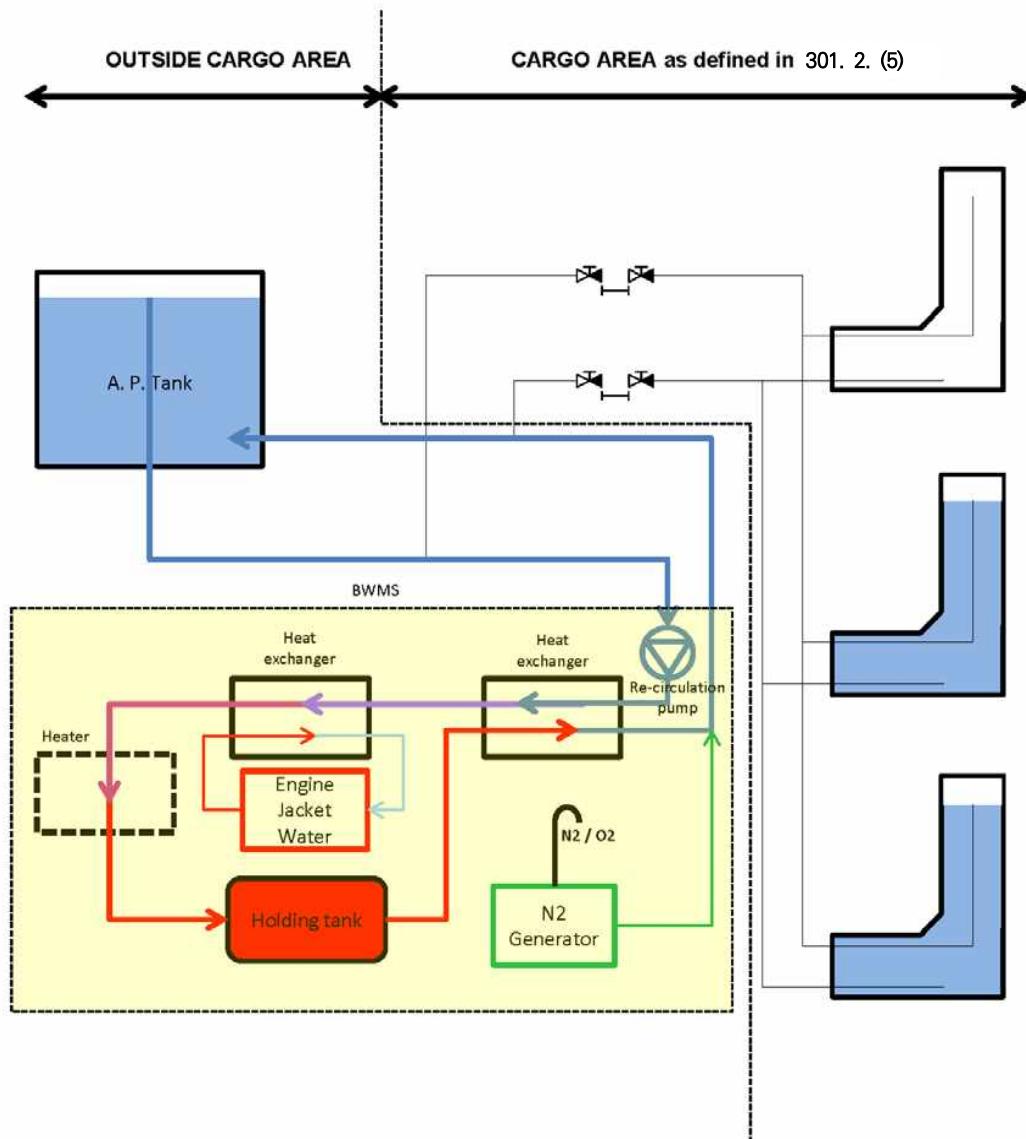 OUTSIDE CARGO AREA
CARGO AREA as defined in 301. 2. (5)
A. P. Tank
BWMS
Heat
exchanger
Heat
exchanger
Re-circulation
pump
Heater
Engine
Jacket
Water
N2 / O2
Holding tank
N2
Generator